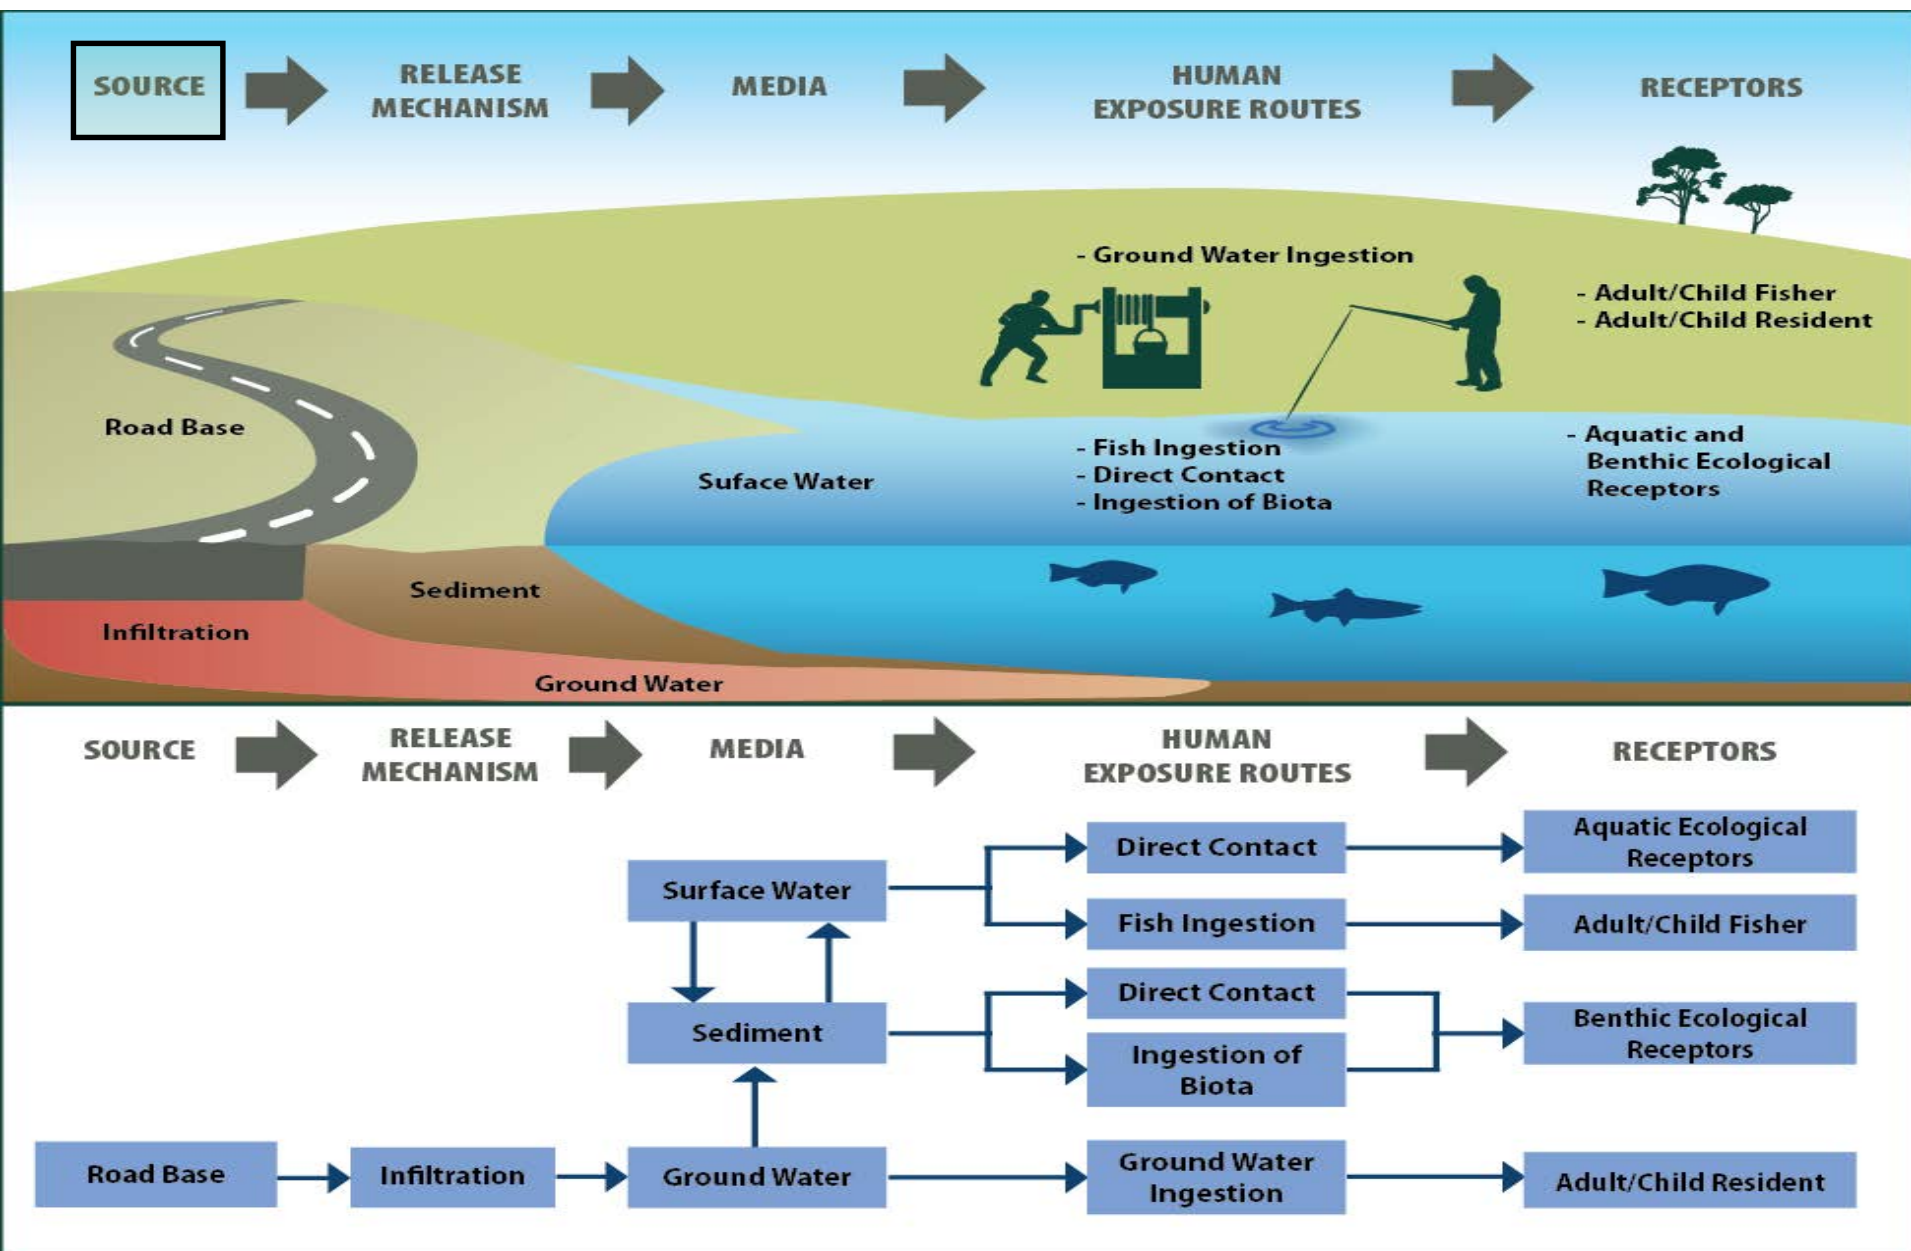 SOURCE
RELEASE
MECHANISM
MEDIA
HUMAN
EXPOSURE ROUTES
RECEPTORS
- Ground Water Ingestion
- Adult/Child Fisher
- Adult/Child Resident
Road Base
Suface Water
- Fish Ingestion
- Direct Contact
- Ingestion of Biota
- Aquatic and
Benthic Ecological
Receptors
Sediment
Infiltration
Ground Water
SOURCE
RELEASE
MECHANISM
MEDIA
HUMAN
EXPOSURE ROUTES
RECEPTORS
Surface Water
Direct Contact
Aquatic Ecological
Receptors
Fish Ingestion
Adult/Child Fisher
Sediment
Direct Contact
Ingestion of
Biota
Benthic Ecological
Receptors
Road Base
Infiltration
Ground Water
Ground Water
Ingestion
Adult/Child Resident